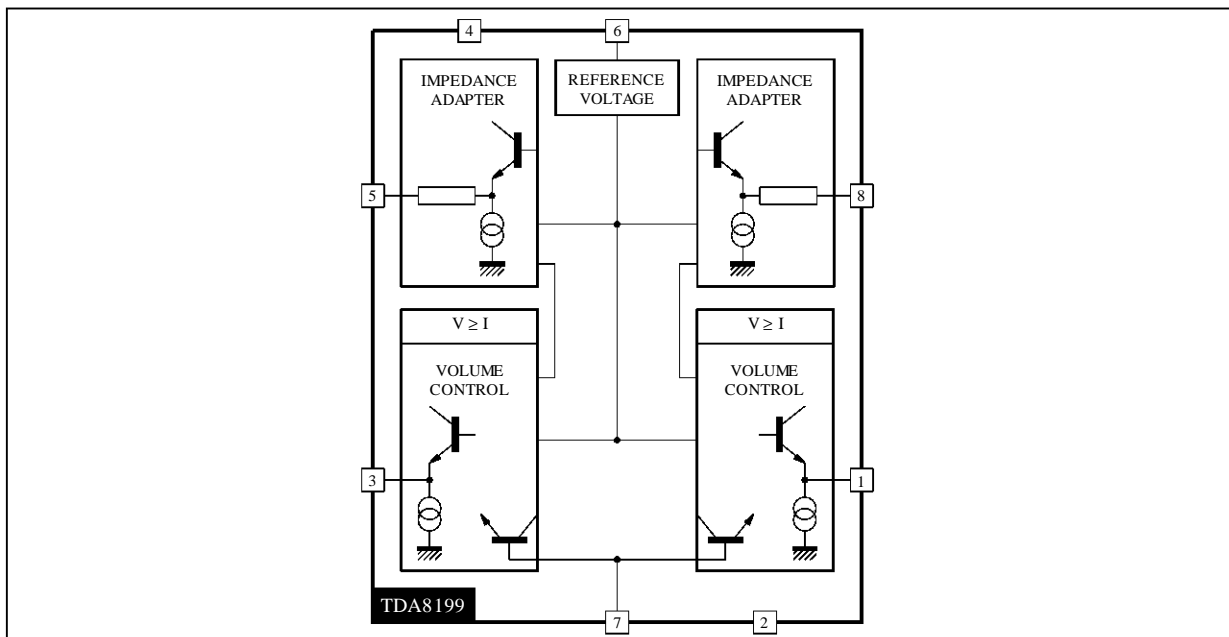 4
6
IMPEDANCE
ADAPTER
REFERENCE
VOLTAGE
IMPEDANCE
ADAPTER
5
8
V ≥ I
V ≥ I
VOLUME
CONTROL
VOLUME
CONTROL
3
1
TDA8199
7
2